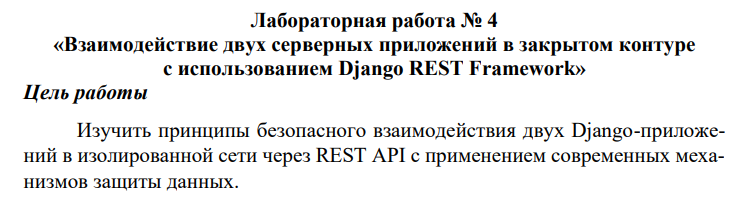 Лабораторная работа № 4
«Взаимодействие двух серверных приложений в закрытом контуре
с использованием Django REST Framework»
Цель работы
Изучить принципы безопасного взаимодействия двух Django-приложе-
ний в изолированной сети через REST API с применением современных меха-
низмов защиты данных.